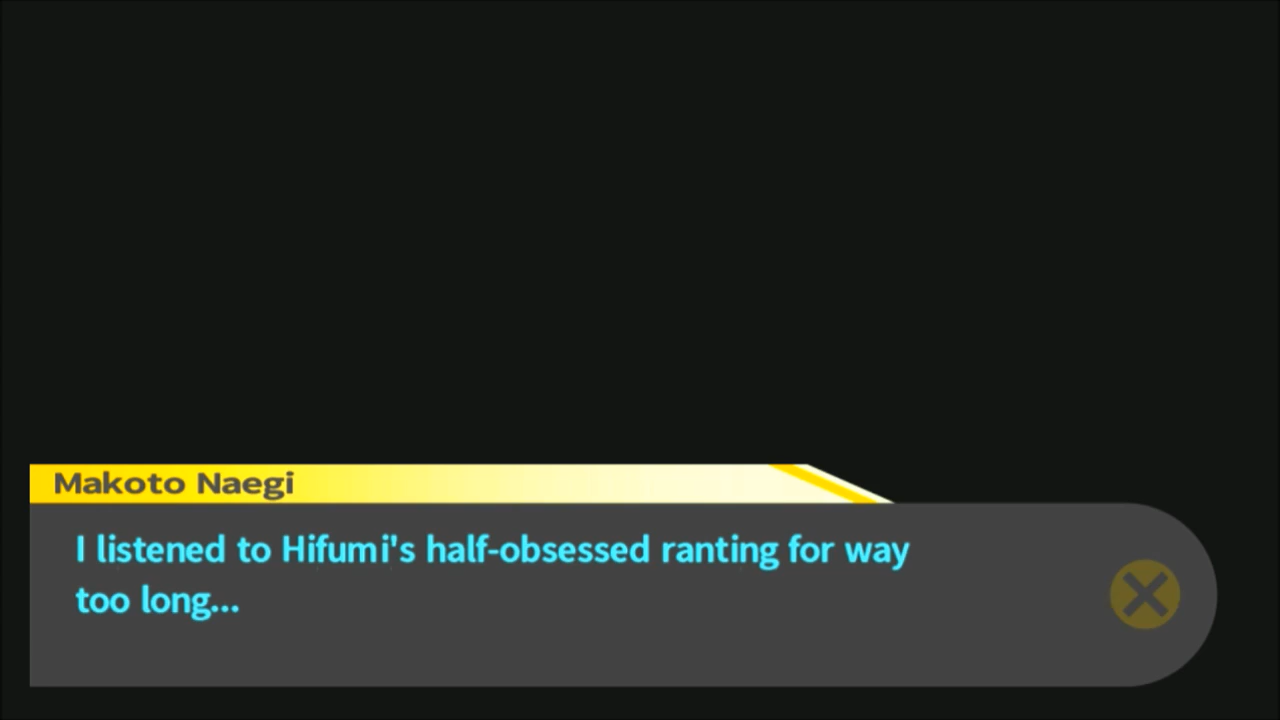 Makoto Naegi
I listened to Hifumi's half-obsessed ranting for way
too long...